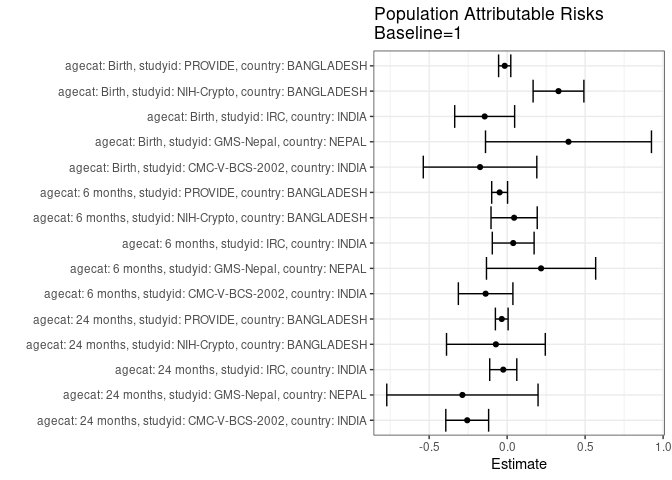 Population Attributable Risks
Baseline=1
agecat: Birth, studyid: PROVIDE, country: BANGLADESH
agecat: Birth, studyid: NIH-Crypto, country: BANGLADESH
agecat: Birth, studyid: IRC, country: INDIA
agecat: Birth, studyid: GMS-Nepal, country: NEPAL
agecat: Birth, studyid: CMC-V-BCS-2002, country: INDIA
agecat: 6 months, studyid: PROVIDE, country: BANGLADESH
agecat: 6 months, studyid: NIH-Crypto, country: BANGLADESH
agecat: 6 months, studyid: IRC, country: INDIA
agecat: 6 months, studyid: GMS-Nepal, country: NEPAL
agecat: 6 months, studyid: CMC-V-BCS-2002, country: INDIA
agecat: 24 months, studyid: PROVIDE, country: BANGLADESH
agecat: 24 months, studyid: NIH-Crypto, country: BANGLADESH
agecat: 24 months, studyid: IRC, country: INDIA
agecat: 24 months, studyid: GMS-Nepal, country: NEPAL
agecat: 24 months, studyid: CMC-V-BCS-2002, country: INDIA
-0.5 0.0 0.5 1.0
Estimate